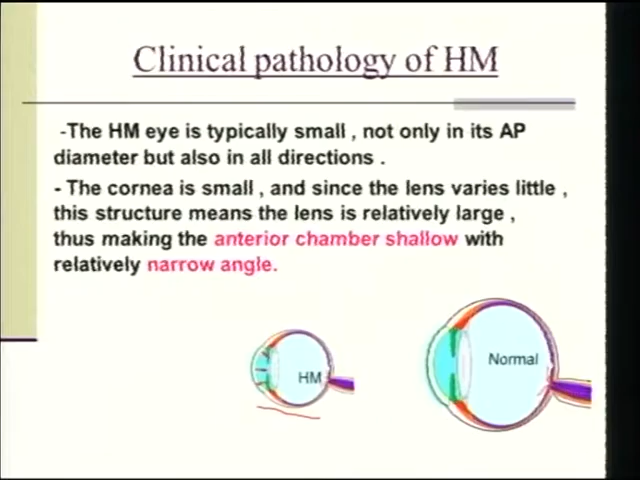 Clinical pathology of HM
-The HM eye is typically small , not only in its AP
diameter but also in all directions .
- The cornea is small , and since the lens varies little ,
this structure means the lens is relatively large ,
thus making the anterior chamber shallow with
relatively narrow angle.
HM
Normal